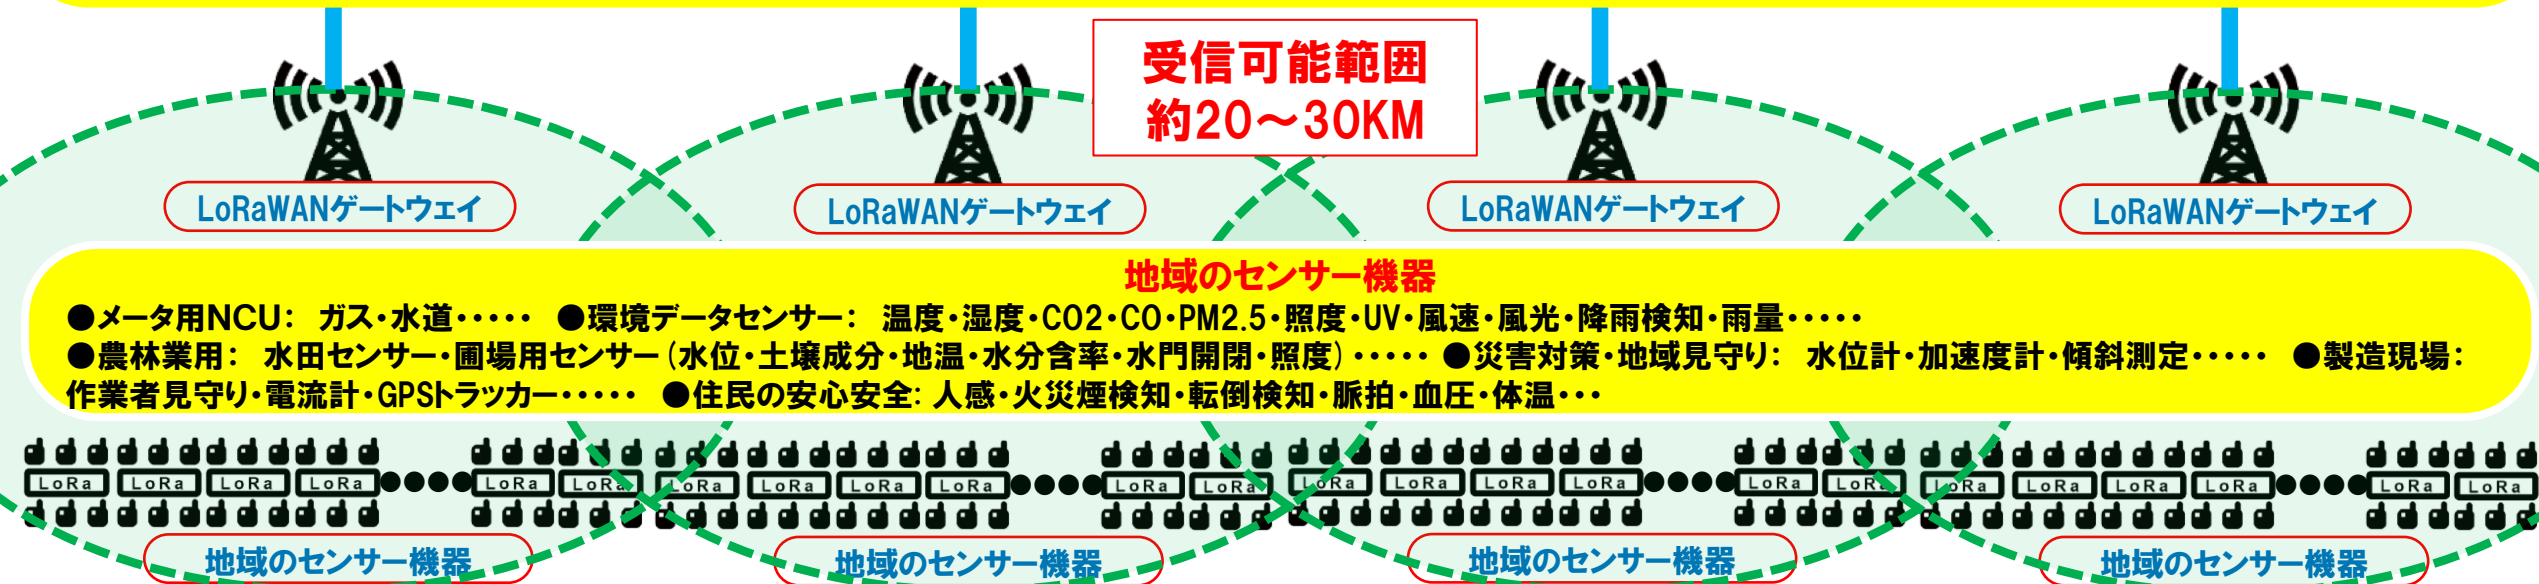 受信可能範囲
約20～30KM
LoRaWANゲートウェイ
LoRaWANゲートウェイ
LoRaWANゲートウェイ
LoRaWANゲートウェイ
地域のセンサー機器
●メータ用NCU： ガス・水道・・・・・ ●環境データセンサー： 温度・湿度・CO2・CO・PM2.5・照度・UV・風速・風光・降雨検知・雨量・・・・・
●農林業用： 水田センサー・圃場用センサー（水位・土壌成分・地温・水分含率・水門開閉・照度）・・・・・ ●災害対策・地域見守り： 水位計・加速度計・傾斜測定・・・・・ ●製造現場：
作業者見守り・電流計・GPSトラッカー・・・・・ ●住民の安心安全： 人感・火災煙検知・転倒検知・脈拍・血圧・体温・・・
LoRa LoRa LoRa LoRa ●●●● LoRa LoRa LoRa LoRa LoRa LoRa ●●●● LoRa LoRa LoRa LoRa LoRa LoRa ●●●● LoRa LoRa LoRa LoRa LoRa LoRa ●●●● LoRa LoRa
地域のセンサー機器
地域のセンサー機器
地域のセンサー機器
地域のセンサー機器